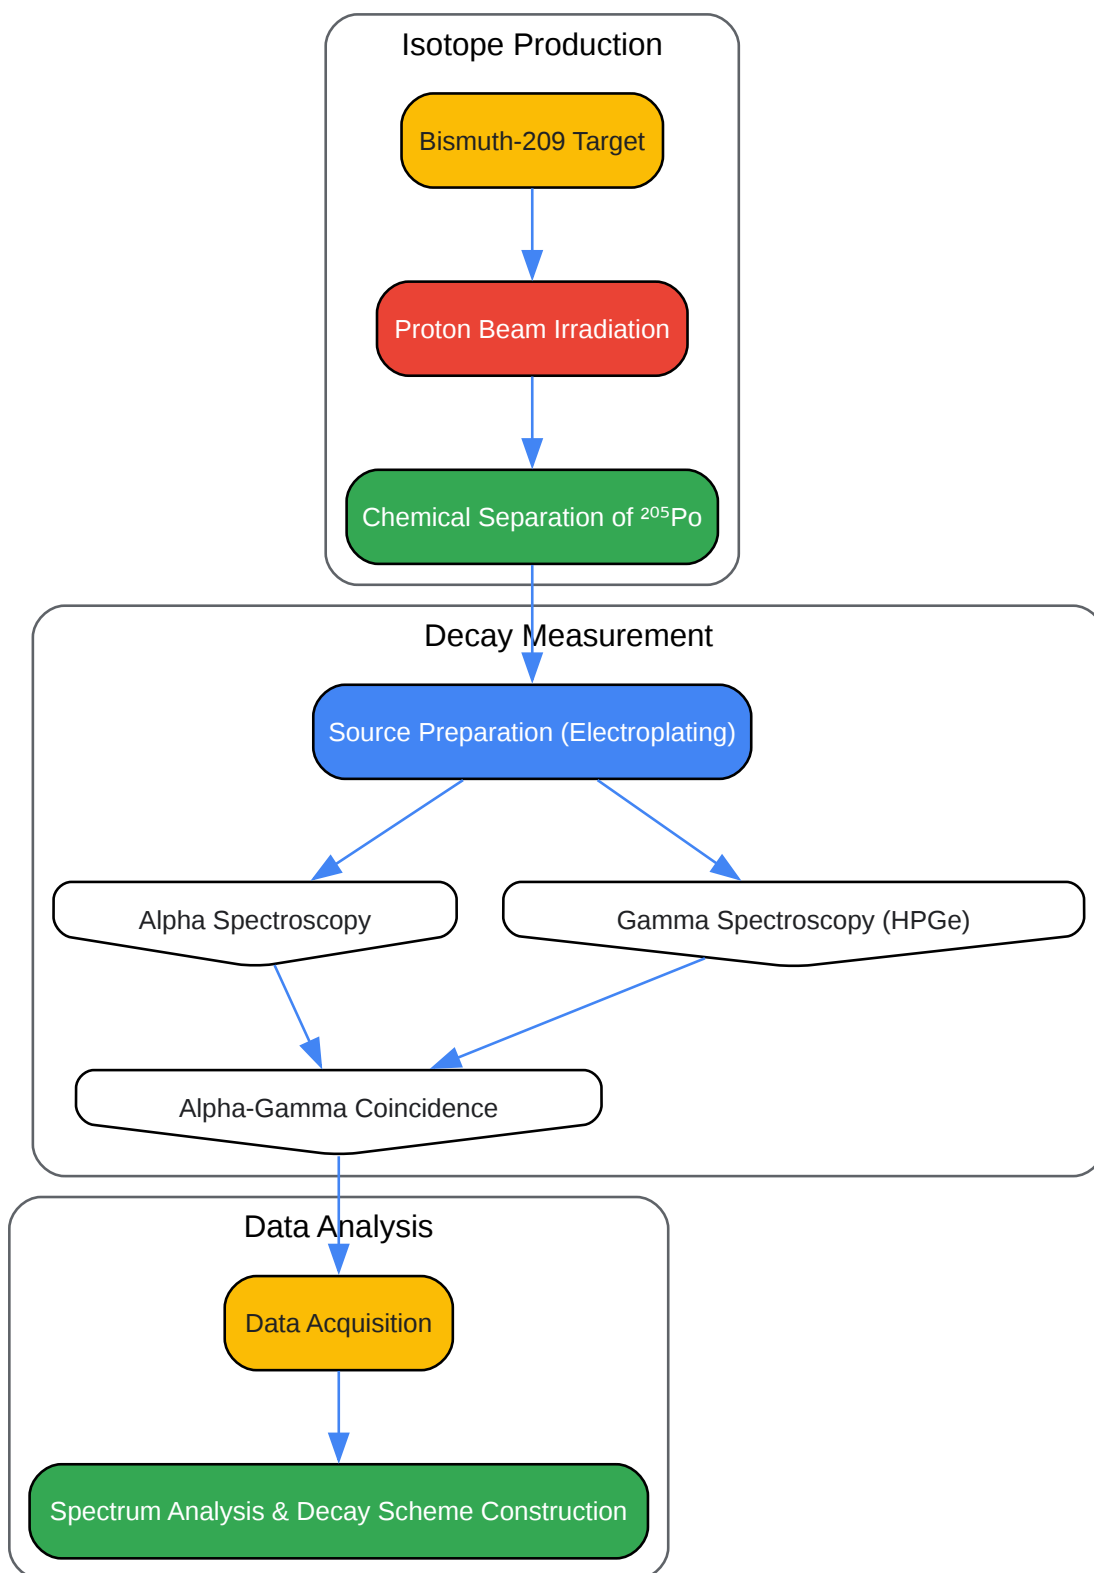 Isotope Production
Bismuth-209 Target
Proton Beam Irradiation
Chemical Separation of ²⁰⁵Po
Decay Measurement
Source Preparation (Electroplating)
Alpha Spectroscopy
Gamma Spectroscopy (HPGe)
Alpha-Gamma Coincidence
Data Analysis
Data Acquisition
Spectrum Analysis & Decay Scheme Construction